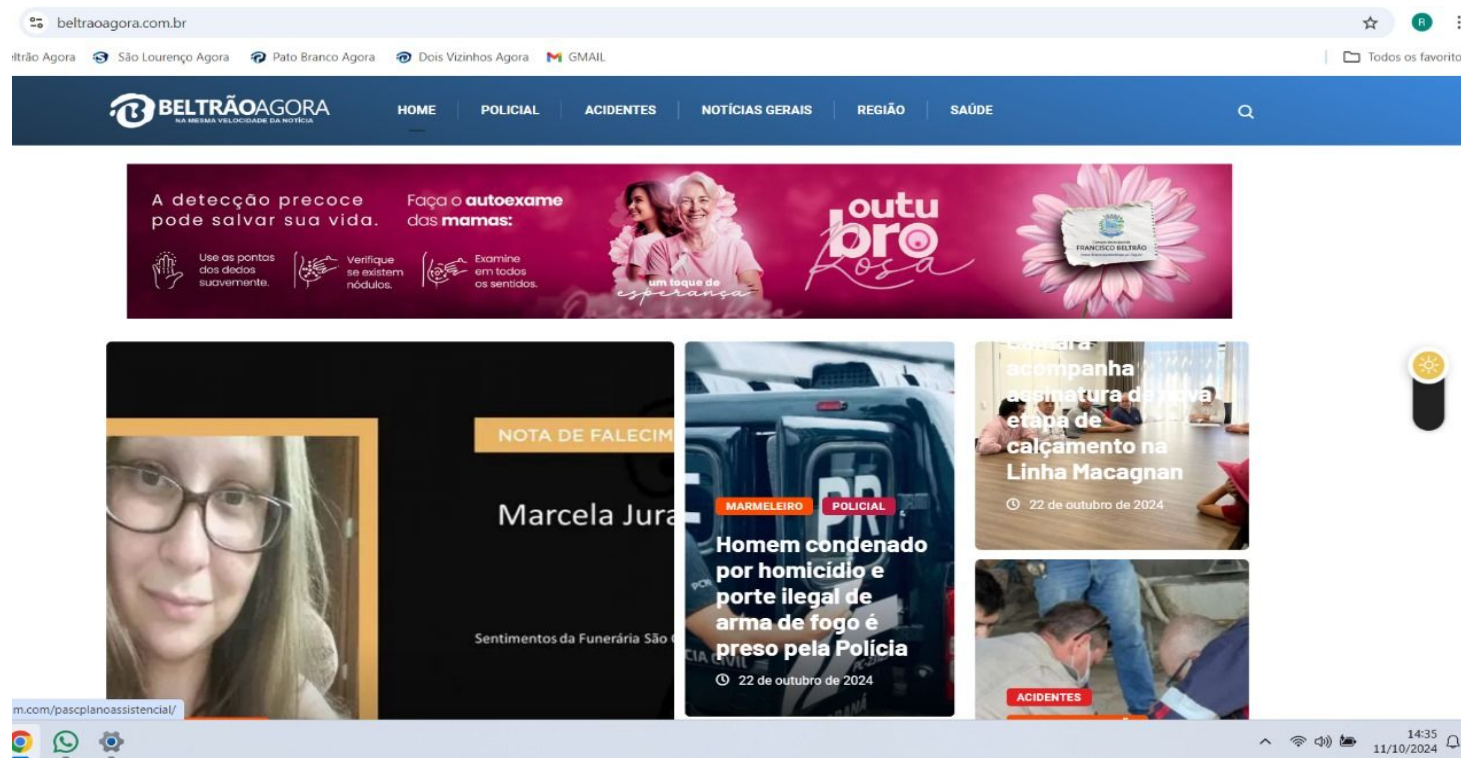 beltraoagora.com.br
R
ltrão Agora
São Lourenço Agora
Pato Branco Agora
Dois Vizinhos Agora
GMAIL
Todos os favorito
BELTRÃOAGORA
NA MESMA VELOCIDADE DA NOTÍCIA
HOME
POLICIAL
ACIDENTES
NOTÍCIAS GERAIS
REGIÃO
SAÚDE
A detecção precoce
pode salvar sua vida.
Faça o autoexame
das mamas:
Use as pontas
dos dedos
suavemente.
Verifique
se existem
nódulos.
Examine
em todos
os sentidos.
um toque de
esperança
outu
bro
Rosa
FRANCISCO BELTRÃO
NOTA DE FALECIM
Marcela Jura
Sentimentos da Funerária São
PR
MARMELEIRO
POLICIAL
Homem condenado
por homicídio e
porte ilegal de
arma de fogo é
preso pela Polícia
22 de outubro de 2024
Câmara
acompanha
assinatura de nova
etapa de
calçamento na
Linha Macagnan
22 de outubro de 2024
ACIDENTES
m.com/pascplanoassistencial/
14:35
11/10/2024